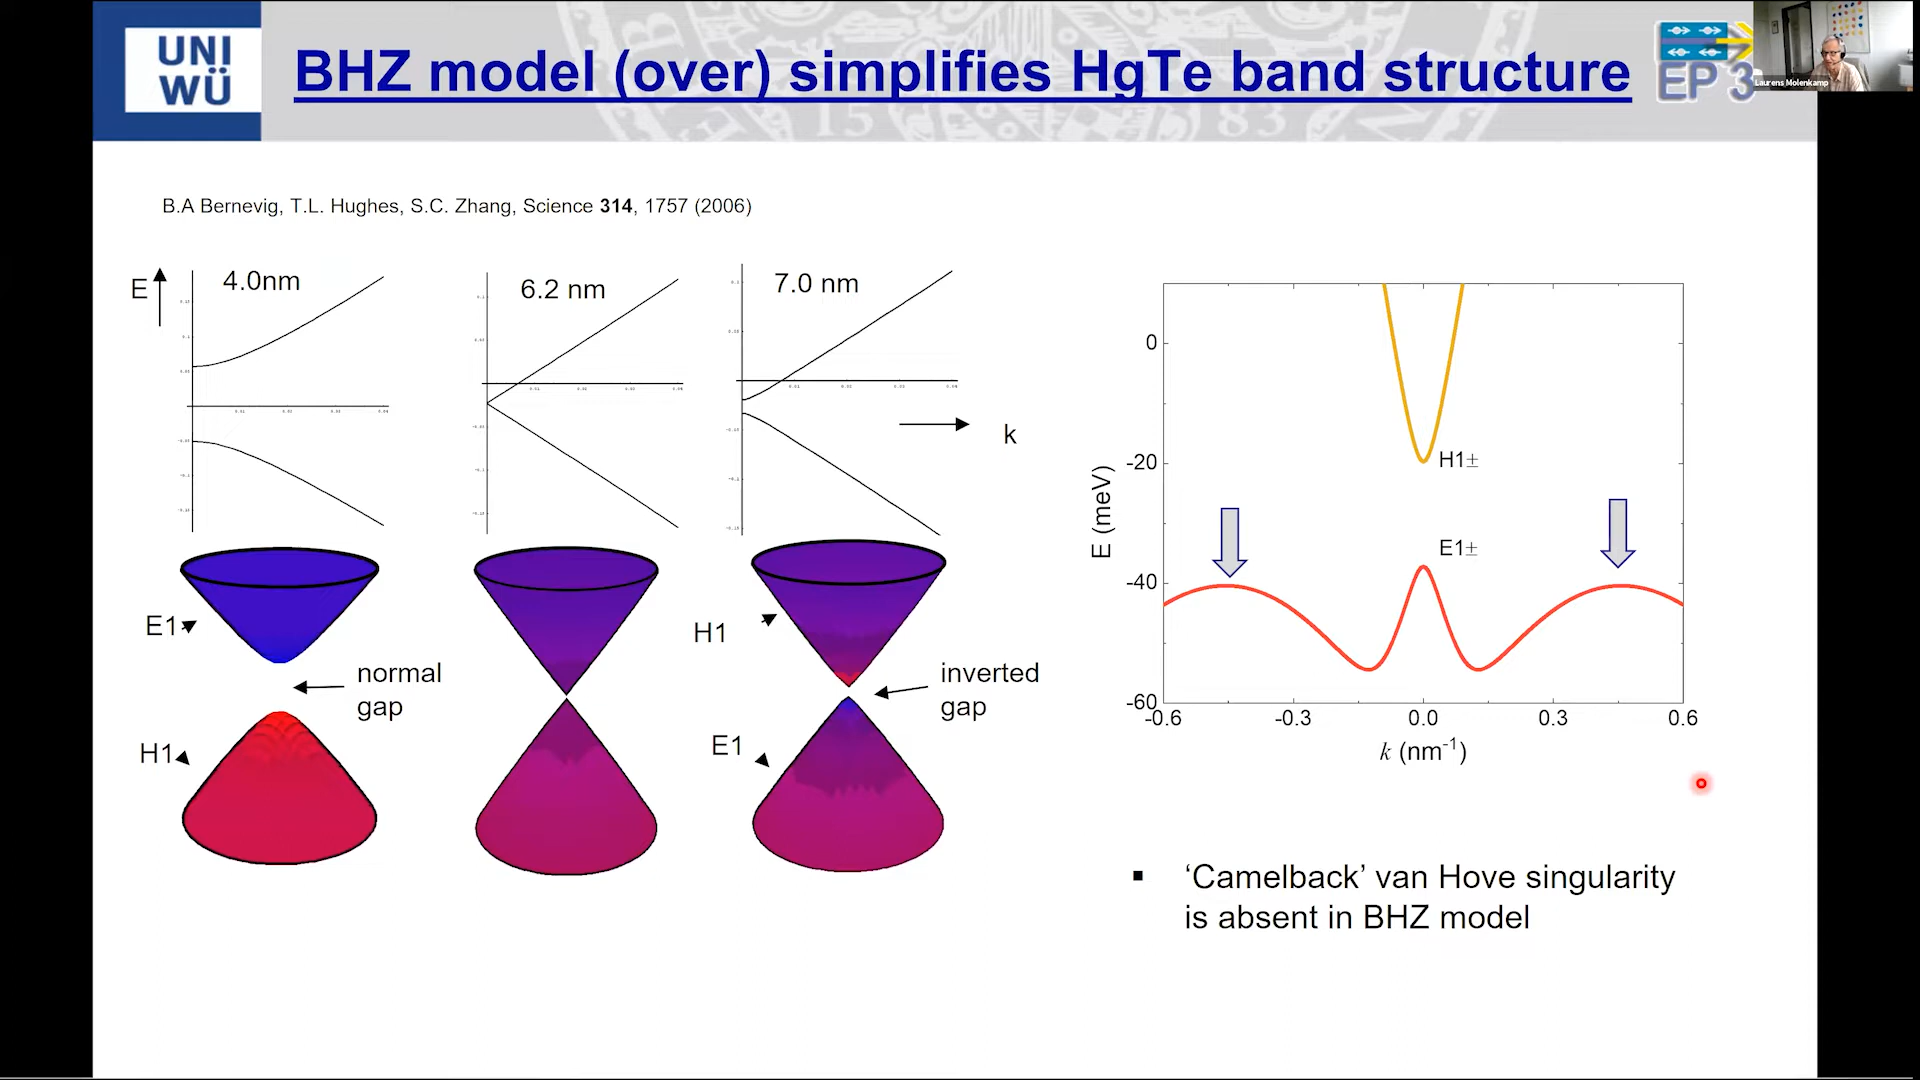 UNI
WÜ
BHZ model (over) simplifies HgTe band structure
EP 3
Laurens Molenkamp
1583
B.A Bernevig, T.L. Hughes, S.C. Zhang, Science 314, 1757 (2006)
E
4.0nm
6.2 nm
7.0 nm
k
E1
normal
gap
H1
H1
inverted
gap
E1
E (meV)
0
-20
-40
-60
H1±
E1±
-0.6
-0.3
0.0
0.3
0.6
k (nm-1)
▪ ‘Camelback’ van Hove singularity
is absent in BHZ model